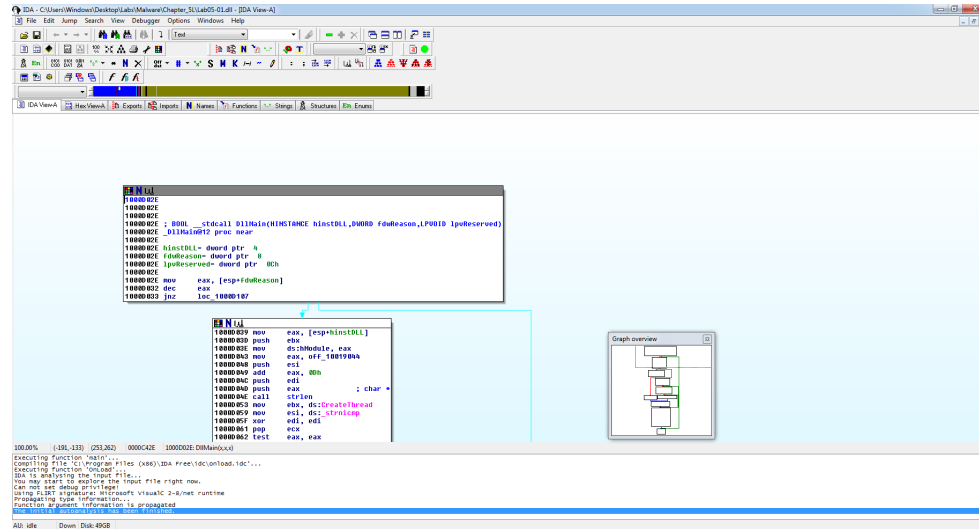 IDA - C:\Users\Windows\Desktop\Labs\Malware\Chapter_5L\Lab05-01.dll - [IDA View-A]
File Edit Jump Search View Debugger Options Windows Help
Text
IDA View-A Hex View-A Exports Imports N Names Functions Strings Structures En Enums
1000D02E
1000D02E
1000D02E
1000D02E ; BOOL __stdcall DllMain(HINSTANCE hinstDLL,DWORD fdwReason,LPVOID lpvReserved)
1000D02E _DllMain@12 proc near
1000D02E
1000D02E hinstDLL= dword ptr 4
1000D02E fdwReason= dword ptr 8
1000D02E lpvReserved= dword ptr 0Ch
1000D02E
1000D02E mov eax, [esp+fdwReason]
1000D032 dec eax
1000D033 jnz loc_1000D107
1000D039 mov eax, [esp+hinstDLL]
1000D03D push ebx
1000D03E mov ds:hModule, eax
1000D043 mov eax, off_10019044
1000D048 push esi
1000D049 add eax, 0Dh
1000D04C push edi
1000D04D push eax ; char *
1000D04E call strlen
1000D053 mov ebx, ds:CreateThread
1000D059 mov esi, ds:_strnicmp
1000D05F xor edi, edi
1000D061 pop ecx
1000D062 test eax, eax
Graph overview
100.00% (-191,-133) (253,262) 0000C42E 1000D02E: DllMain(x,x,x)
Executing function 'main'...
Compiling file 'C:\Program Files (x86)\IDA Free\idc\onload.idc'...
Executing function 'OnLoad'...
IDA is analysing the input file...
You may start to explore the input file right now.
Can not set debug privilege!
Using FLIRT signature: Microsoft VisualC 2-8/net runtime
Propagating type information...
Function argument information is propagated
The initial autoanalysis has been finished.
AU: idle Down Disk: 49GB